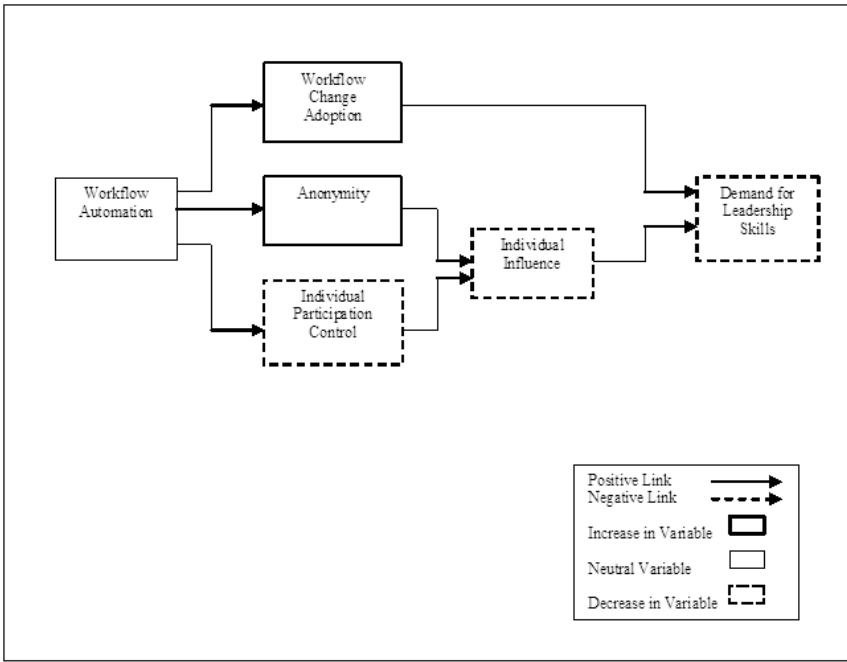 Workflow
Change
Adoption
Workflow
Automation
Anonymity
Demand for
Leadership
Skills
Individual
Influence
Individual
Participation
Control
Positive Link
Negative Link
Increase in Variable
Neutral Variable
Decrease in Variable